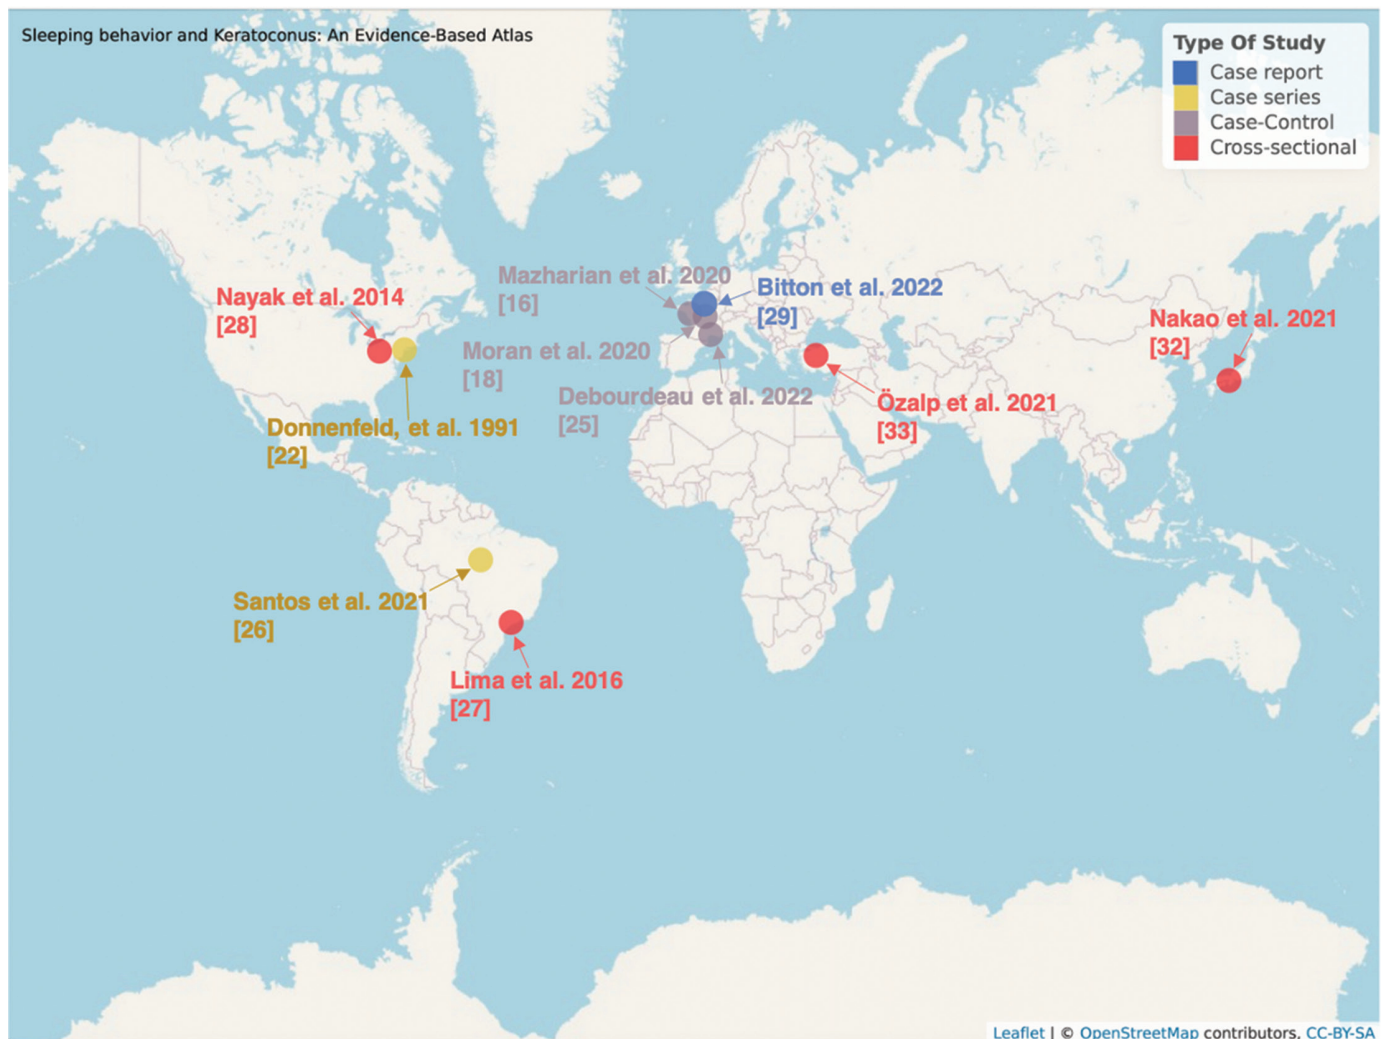 Sleeping behavior and Keratoconus: An Evidence-Based Atlas
Type Of Study
Case report
Case series
Case-Control
Cross-sectional
Mazharian et al. 2020
[16]
Bitton et al. 2022
[29]
Nayak et al. 2014
[28]
Nakao et al. 2021
[32]
Moran et al. 2020
[18]
Debourdeau et al. 2022
[25]
Özalp et al. 2021
[33]
Donnenfeld, et al. 1991
[22]
Santos et al. 2021
[26]
Lima et al. 2016
[27]
Leaflet | © OpenStreetMap contributors, CC-BY-SA